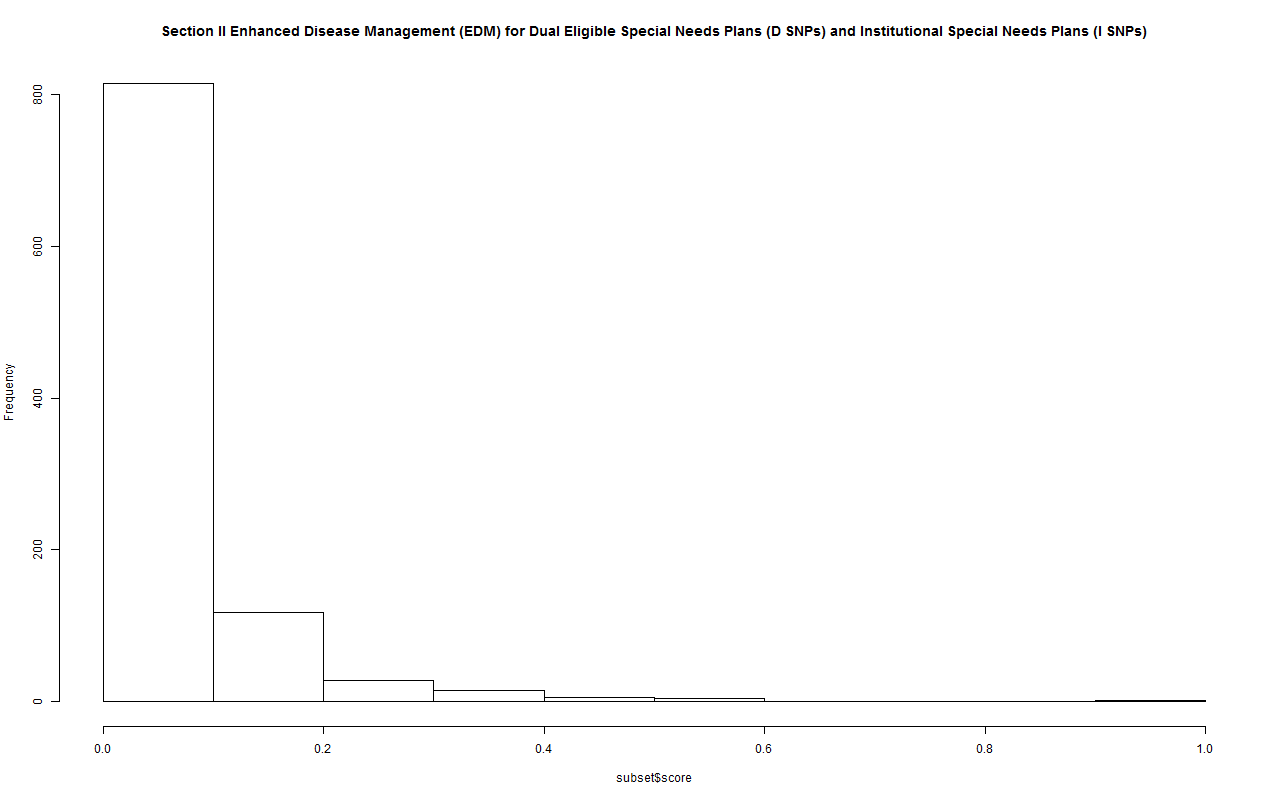 Section II Enhanced Disease Management (EDM) for Dual Eligible Special Needs Plans (D SNPs) and Institutional Special Needs Plans (I SNPs)
800
600
400
200
0
Frequency
0.0 0.2 0.4 0.6 0.8 1.0
subset$score